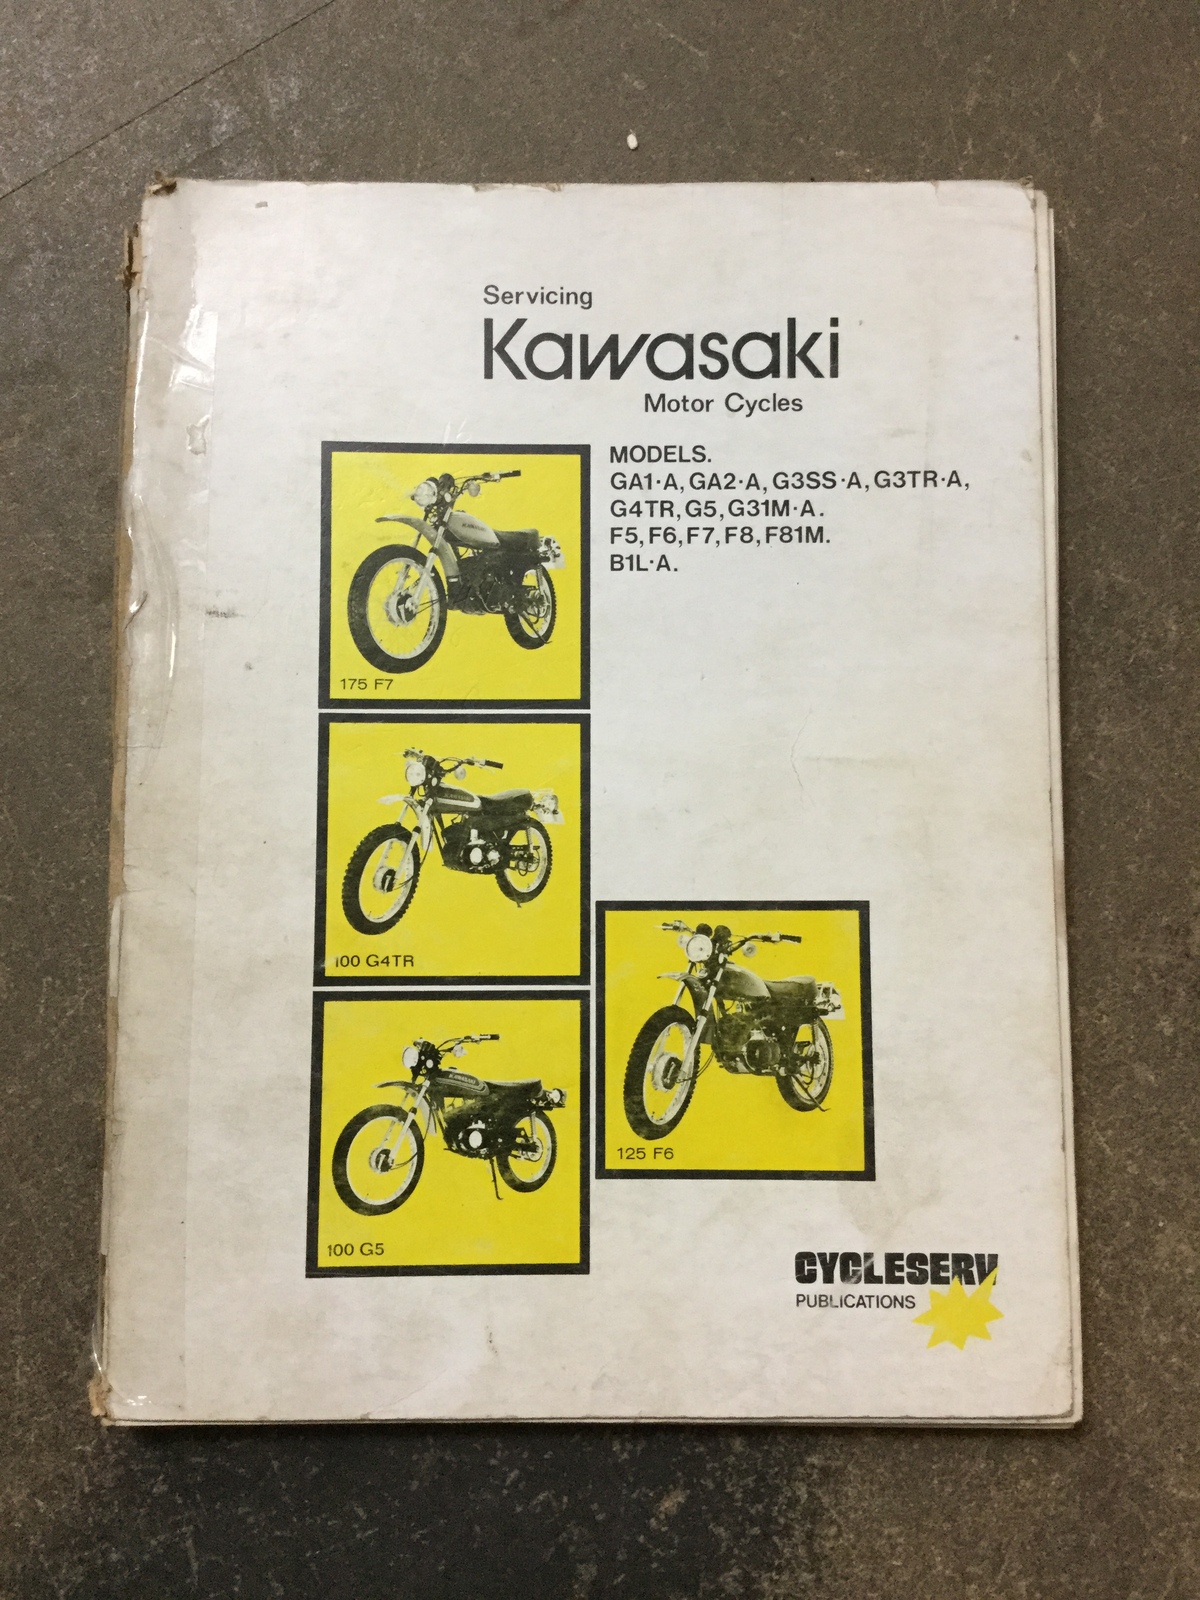 Servicing
Kawasaki
Motor Cycles
MODELS.
GA1·A, GA2·A, G3SS·A, G3TR·A,
G4TR, G5, G31M·A.
F5, F6, F7, F8, F81M.
B1L·A.
175 F7
100 G4TR
100 G5
125 F6
CYCLESERV
PUBLICATIONS